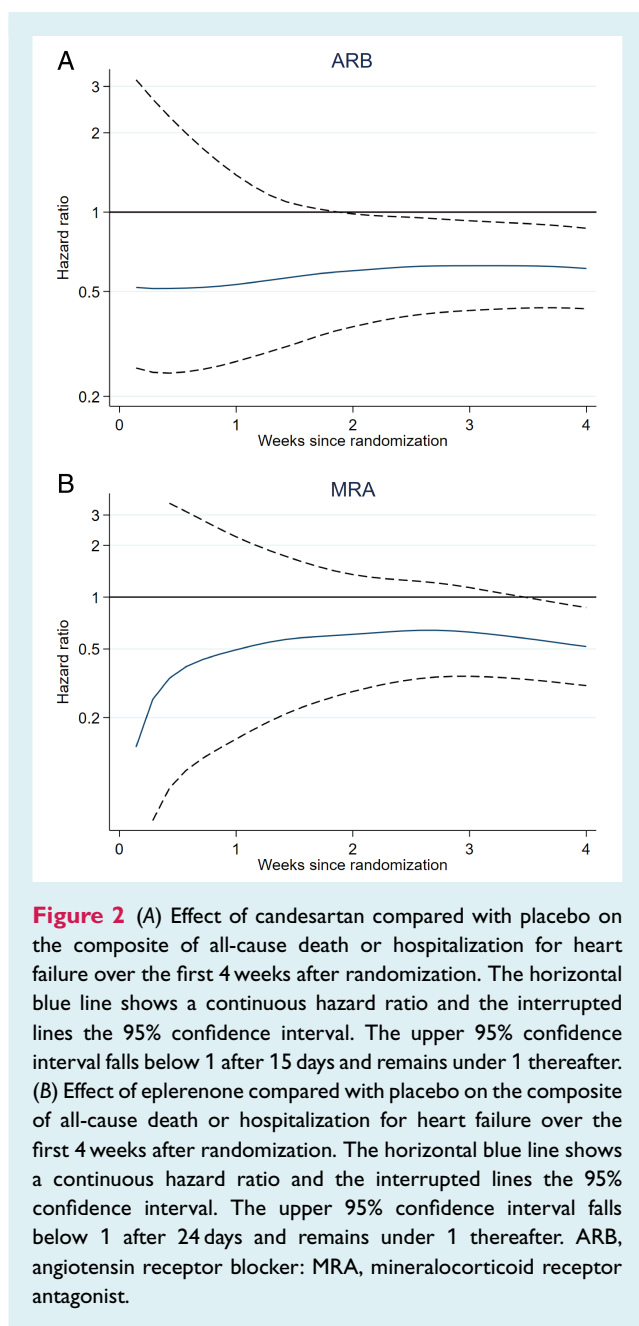 A
ARB
3
2
1
0.5
0.2
Hazard ratio
0 1 2 3 4
Weeks since randomization
B
MRA
3
2
1
0.5
0.2
Hazard ratio
0 1 2 3 4
Weeks since randomization
Figure 2 (A) Effect of candesartan compared with placebo on
the composite of all-cause death or hospitalization for heart
failure over the first 4 weeks after randomization. The horizontal
blue line shows a continuous hazard ratio and the interrupted
lines the 95% confidence interval. The upper 95% confidence
interval falls below 1 after 15 days and remains under 1 thereafter.
(B) Effect of eplerenone compared with placebo on the composite
of all-cause death or hospitalization for heart failure over the
first 4 weeks after randomization. The horizontal blue line shows
a continuous hazard ratio and the interrupted lines the 95%
confidence interval. The upper 95% confidence interval falls
below 1 after 24 days and remains under 1 thereafter. ARB,
angiotensin receptor blocker: MRA, mineralocorticoid receptor
antagonist.